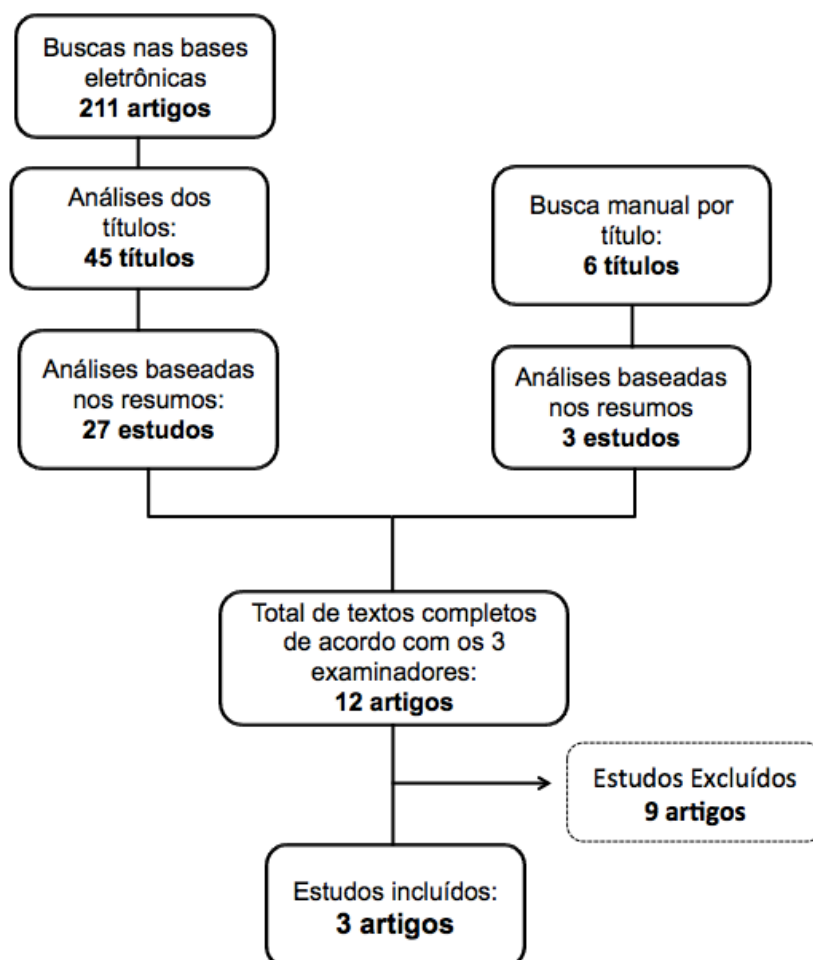 Buscas nas bases
eletrônicas
211 artigos
Análises dos
títulos:
45 títulos
Análises baseadas
nos resumos:
27 estudos
Busca manual por
título:
6 títulos
Análises baseadas
nos resumos
3 estudos
Total de textos completos
de acordo com os 3
examinadores:
12 artigos
Estudos Excluídos
9 artigos
Estudos incluídos:
3 artigos